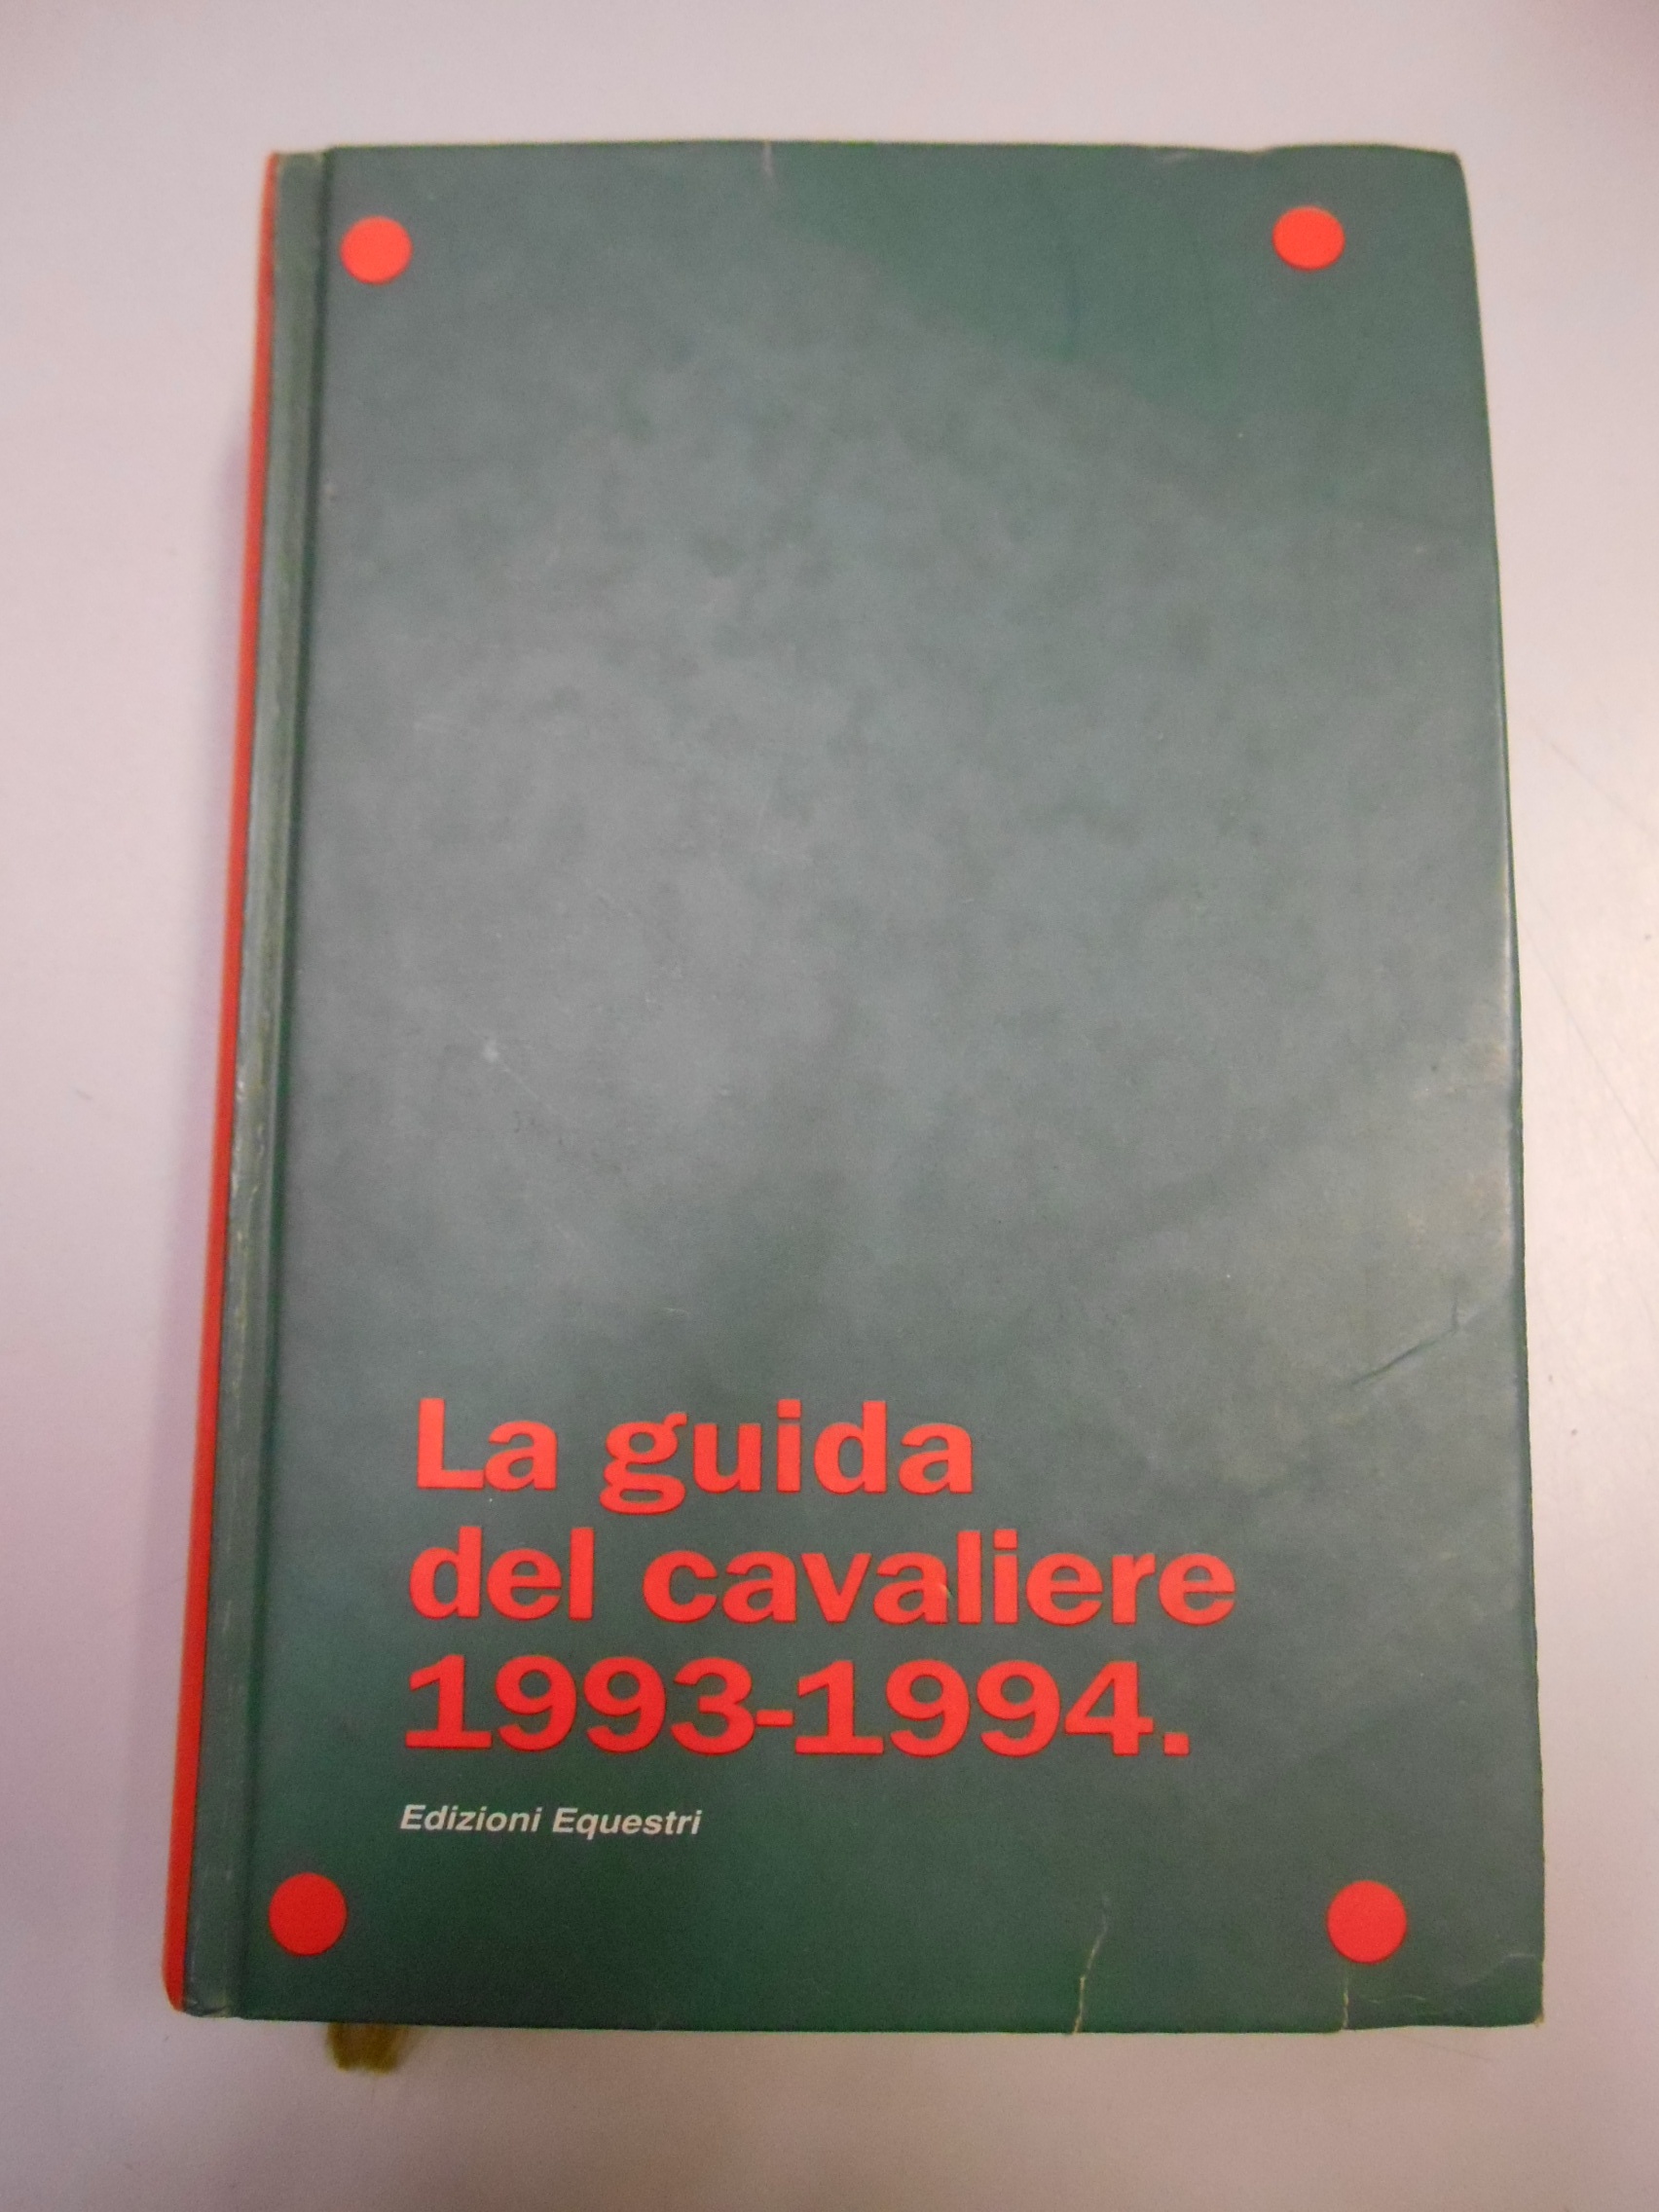 La guida
del cavaliere
1993-1994.
Edizioni Equestri